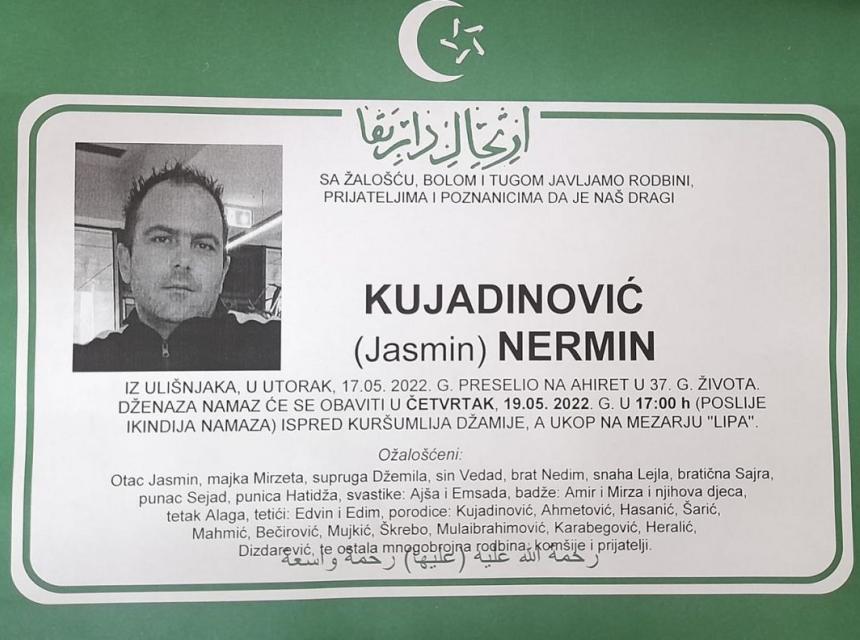 ارتحال دار بقا
SA ŽALOŠĆU, BOLOM I TUGOM JAVLJAMO RODBINI,
PRIJATELJIMA I POZNANICIMA DA JE NAŠ DRAGI
KUJADINOVIĆ
(Jasmin) NERMIN
IZ ULIŠNJAKA, U UTORAK, 17.05. 2022. G. PRESELIO NA AHIRET U 37. G. ŽIVOTA.
DŽENAZA NAMAZ ĆE SE OBAVITI U ČETVRTAK, 19.05. 2022. G. U 17:00 h (POSLIJE
IKINDIJA NAMAZA) ISPRED KURŠUMLIJA DŽAMIJE, A UKOP NA MEZARJU "LIPA".
Ožalošćeni:
Otac Jasmin, majka Mirzeta, supruga Džemila, sin Vedad, brat Nedim, snaha Lejla, bratična Sajra,
punac Sejad, punica Hatidža, svastike: Ajša i Emsada, badže: Amir i Mirza i njihova djeca,
tetak Alaga, tetići: Edvin i Edim, porodice: Kujadinović, Ahmetović, Hasanić, Šarić,
Mahmić, Bečirović, Mujkić, Škrebo, Mulaibrahimović, Karabegović, Heralić,
Dizdarević, te ostala mnogobrojna rodbina, komšije i prijatelji.
رحمة الله عليه (عليها) رحمة واسعة